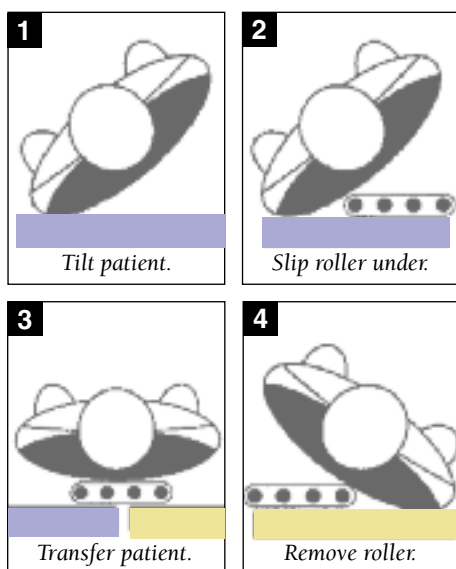 1
Tilt patient.
2
Slip roller under.
3
Transfer patient.
4
Remove roller.